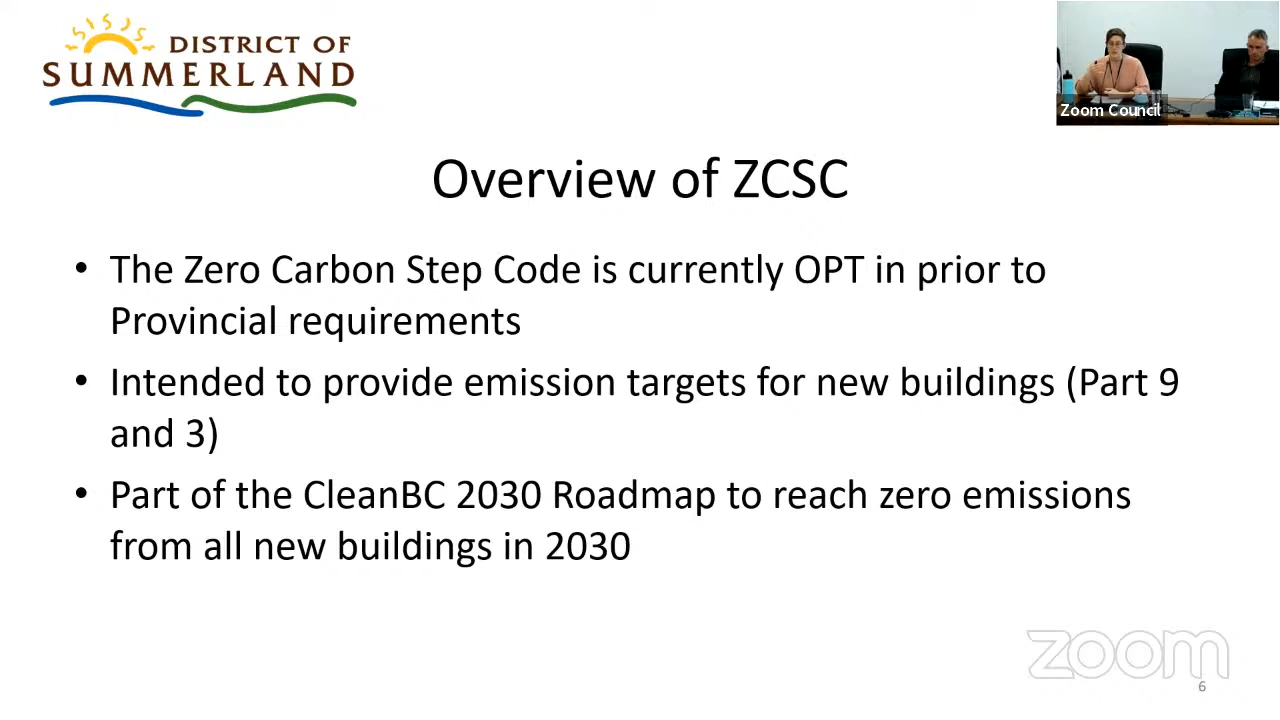 DISTRICT OF
SUMMERLAND
Zoom Council
Overview of ZCSC
• The Zero Carbon Step Code is currently OPT in prior to
Provincial requirements
• Intended to provide emission targets for new buildings (Part 9
and 3)
• Part of the CleanBC 2030 Roadmap to reach zero emissions
from all new buildings in 2030
zoom
6